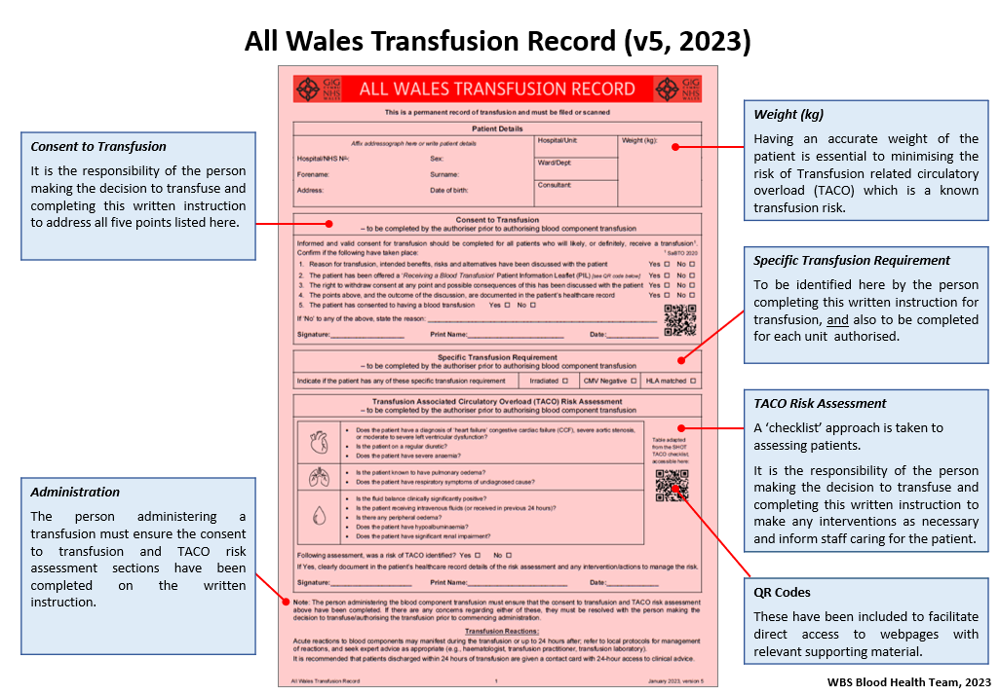 All Wales Transfusion Record (v5, 2023)
Consent to Transfusion
It is the responsibility of the person
making the decision to transfuse and
completing this written instruction
to address all five points listed here.
Administration
The person administering a
transfusion must ensure the consent
to transfusion and TACO risk
assessment sections have been
completed on the written
instruction.
GIG
CYMRU
NHS
WALES
ALL WALES TRANSFUSION RECORD
GIG
CYMRU
NHS
WALES
This is a permanent record of transfusion and must be filed or scanned
Patient Details
Affix addressograph here or write patient details
Hospital/NHS Nº:
Sex:
Forename:
Surname:
Address:
Date of birth:
Hospital/Unit:
Ward/Dept:
Consultant:
Weight (kg):
Consent to Transfusion
– to be completed by the authoriser prior to authorising blood component transfusion
Informed and valid consent for transfusion should be completed for all patients who will likely, or definitely, receive a transfusion¹.
Confirm if the following have taken place: ¹ SaBTO 2020
1. Reason for transfusion, intended benefits, risks and alternatives have been discussed with the patient Yes ☐ No ☐
2. The patient has been offered a 'Receiving a Blood Transfusion' Patient Information Leaflet (PIL) [see QR code below] Yes ☐ No ☐
3. The right to withdraw consent at any point and possible consequences of this has been discussed with the patient Yes ☐ No ☐
4. The points above, and the outcome of the discussion, are documented in the patient's healthcare record Yes ☐ No ☐
5. The patient has consented to having a blood transfusion Yes ☐ No ☐
If 'No' to any of the above, state the reason:
Signature: Print Name: Date:
Specific Transfusion Requirement
– to be completed by the authoriser prior to authorising blood component transfusion
Indicate if the patient has any of these specific transfusion requirement Irradiated ☐ CMV Negative ☐ HLA matched ☐
Transfusion Associated Circulatory Overload (TACO) Risk Assessment
– to be completed by the authoriser prior to authorising blood component transfusion
• Does the patient have a diagnosis of 'heart failure' congestive cardiac failure (CCF), severe aortic stenosis,
or moderate to severe left ventricular dysfunction?
• Is the patient on a regular diuretic?
• Does the patient have severe anaemia?
• Is the patient known to have pulmonary oedema?
• Does the patient have respiratory symptoms of undiagnosed cause?
• Is the fluid balance clinically significantly positive?
• Is the patient receiving intravenous fluids (or received in previous 24 hours)?
• Is there any peripheral oedema?
• Does the patient have hypoalbuminaemia?
• Does the patient have significant renal impairment?
Table adapted
from the SHOT
TACO checklist,
accessible here:
Following assessment, was a risk of TACO identified? Yes ☐ No ☐
If Yes, clearly document in the patient's healthcare record details of the risk assessment and any intervention/actions to manage the risk.
Signature: Print Name: Date:
Note: The person administering the blood component transfusion must ensure that the consent to transfusion and TACO risk assessment
above have been completed. If there are any concerns regarding either of these, they must be resolved with the person making the
decision to transfuse/authorising the transfusion prior to commencing administration.
Transfusion Reactions:
Acute reactions to blood components may manifest during the transfusion or up to 24 hours after; refer to local protocols for management
of reactions, and seek expert advice as appropriate (e.g., haematologist, transfusion practitioner, transfusion laboratory).
It is recommended that patients discharged within 24 hours of transfusion are given a contact card with 24-hour access to clinical advice.
All Wales Transfusion Record 1 January 2023, version 5
Weight (kg)
Having an accurate weight of the
patient is essential to minimising the
risk of Transfusion related circulatory
overload (TACO) which is a known
transfusion risk.
Specific Transfusion Requirement
To be identified here by the person
completing this written instruction for
transfusion, and also to be completed
for each unit authorised.
TACO Risk Assessment
A 'checklist' approach is taken to
assessing patients.
It is the responsibility of the person
making the decision to transfuse and
completing this written instruction to
make any interventions as necessary
and inform staff caring for the patient.
QR Codes
These have been included to facilitate
direct access to webpages with
relevant supporting material.
WBS Blood Health Team, 2023